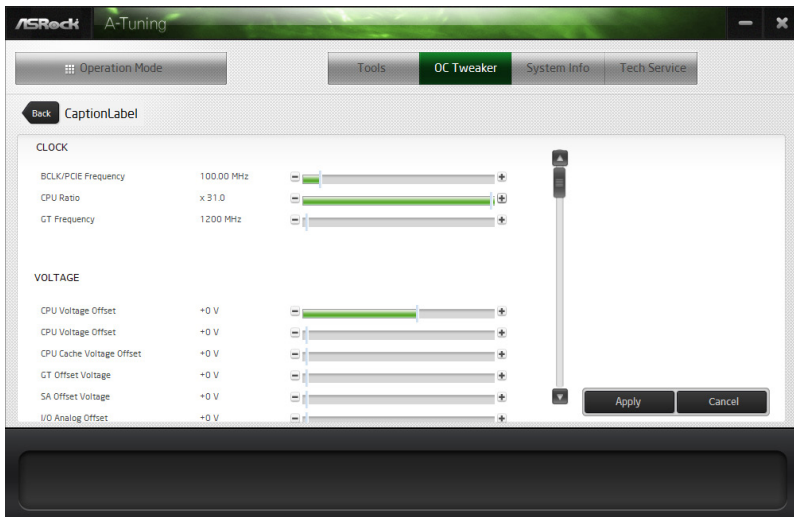 ASRock A-Tuning
Operation Mode Tools OC Tweaker System Info Tech Service
Back CaptionLabel
CLOCK
BCLK/PCIE Frequency 100.00 MHz
CPU Ratio x 31.0
GT Frequency 1200 MHz
VOLTAGE
CPU Voltage Offset +0 V
CPU Voltage Offset +0 V
CPU Cache Voltage Offset +0 V
GT Offset Voltage +0 V
SA Offset Voltage +0 V
I/O Analog Offset +0 V
Apply Cancel